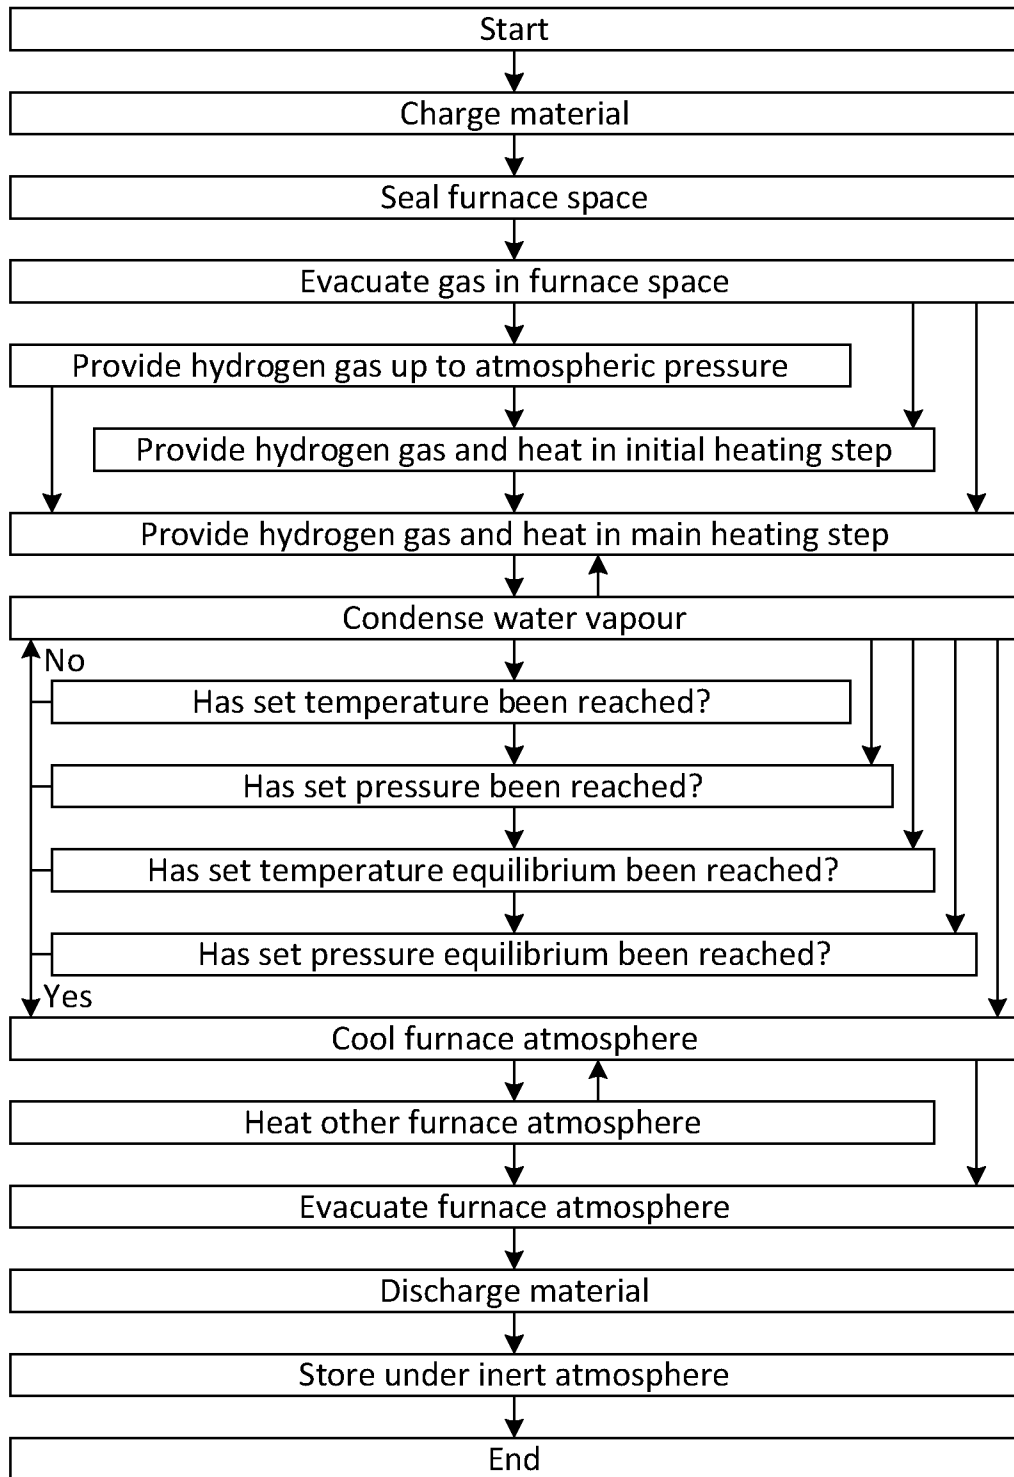 Start
Charge material
Seal furnace space
Evacuate gas in furnace space
Provide hydrogen gas up to atmospheric pressure
Provide hydrogen gas and heat in initial heating step
Provide hydrogen gas and heat in main heating step
Condense water vapour
No
Has set temperature been reached?
Has set pressure been reached?
Has set temperature equilibrium been reached?
Has set pressure equilibrium been reached?
Yes
Cool furnace atmosphere
Heat other furnace atmosphere
Evacuate furnace atmosphere
Discharge material
Store under inert atmosphere
End